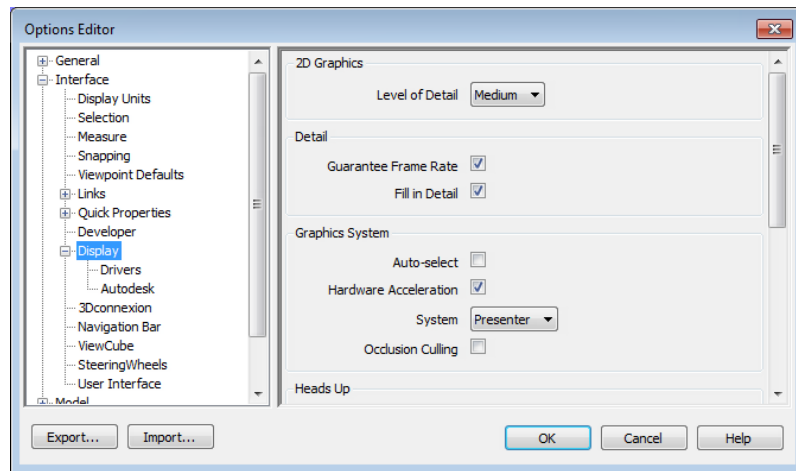 Options Editor
General
Interface
Display Units
Selection
Measure
Snapping
Viewpoint Defaults
Links
Quick Properties
Developer
Display
Drivers
Autodesk
3Dconnexion
Navigation Bar
ViewCube
SteeringWheels
User Interface
Model
2D Graphics
Level of Detail Medium
Detail
Guarantee Frame Rate
Fill in Detail
Graphics System
Auto-select
Hardware Acceleration
System Presenter
Occlusion Culling
Heads Up
Export... Import... OK Cancel Help